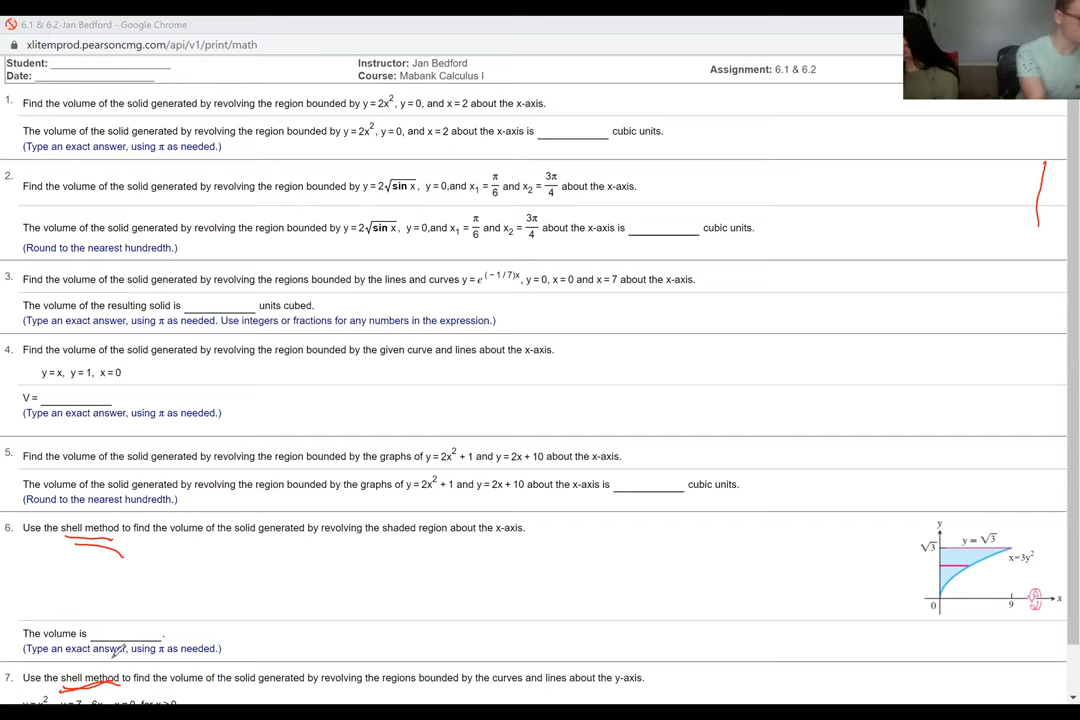 6.1 & 6.2-Jan Bedford - Google Chrome
xlitemprod.pearsoncmg.com/api/v1/print/math
Student: ____________________ Instructor: Jan Bedford Assignment: 6.1 & 6.2
Date: ____________________ Course: Mabank Calculus I
1. Find the volume of the solid generated by revolving the region bounded by y = 2x², y = 0, and x = 2 about the x-axis.
The volume of the solid generated by revolving the region bounded by y = 2x², y = 0, and x = 2 about the x-axis is ____________ cubic units.
(Type an exact answer, using π as needed.)
2. Find the volume of the solid generated by revolving the region bounded by y = 2√sin x, y = 0,and x₁ = π/6 and x₂ = 3π/4 about the x-axis.
The volume of the solid generated by revolving the region bounded by y = 2√sin x, y = 0,and x₁ = π/6 and x₂ = 3π/4 about the x-axis is ____________ cubic units.
(Round to the nearest hundredth.)
3. Find the volume of the solid generated by revolving the regions bounded by the lines and curves y = e^(−1/7)x, y = 0, x = 0 and x = 7 about the x-axis.
The volume of the resulting solid is ____________ units cubed.
(Type an exact answer, using π as needed. Use integers or fractions for any numbers in the expression.)
4. Find the volume of the solid generated by revolving the region bounded by the given curve and lines about the x-axis.
y = x, y = 1, x = 0
V = ____________
(Type an exact answer, using π as needed.)
5. Find the volume of the solid generated by revolving the region bounded by the graphs of y = 2x² + 1 and y = 2x + 10 about the x-axis.
The volume of the solid generated by revolving the region bounded by the graphs of y = 2x² + 1 and y = 2x + 10 about the x-axis is ____________ cubic units.
(Round to the nearest hundredth.)
6. Use the shell method to find the volume of the solid generated by revolving the shaded region about the x-axis.
y
√3 y = √3
x=3y²
0 9 x
The volume is ____________.
(Type an exact answer, using π as needed.)
7. Use the shell method to find the volume of the solid generated by revolving the regions bounded by the curves and lines about the y-axis.